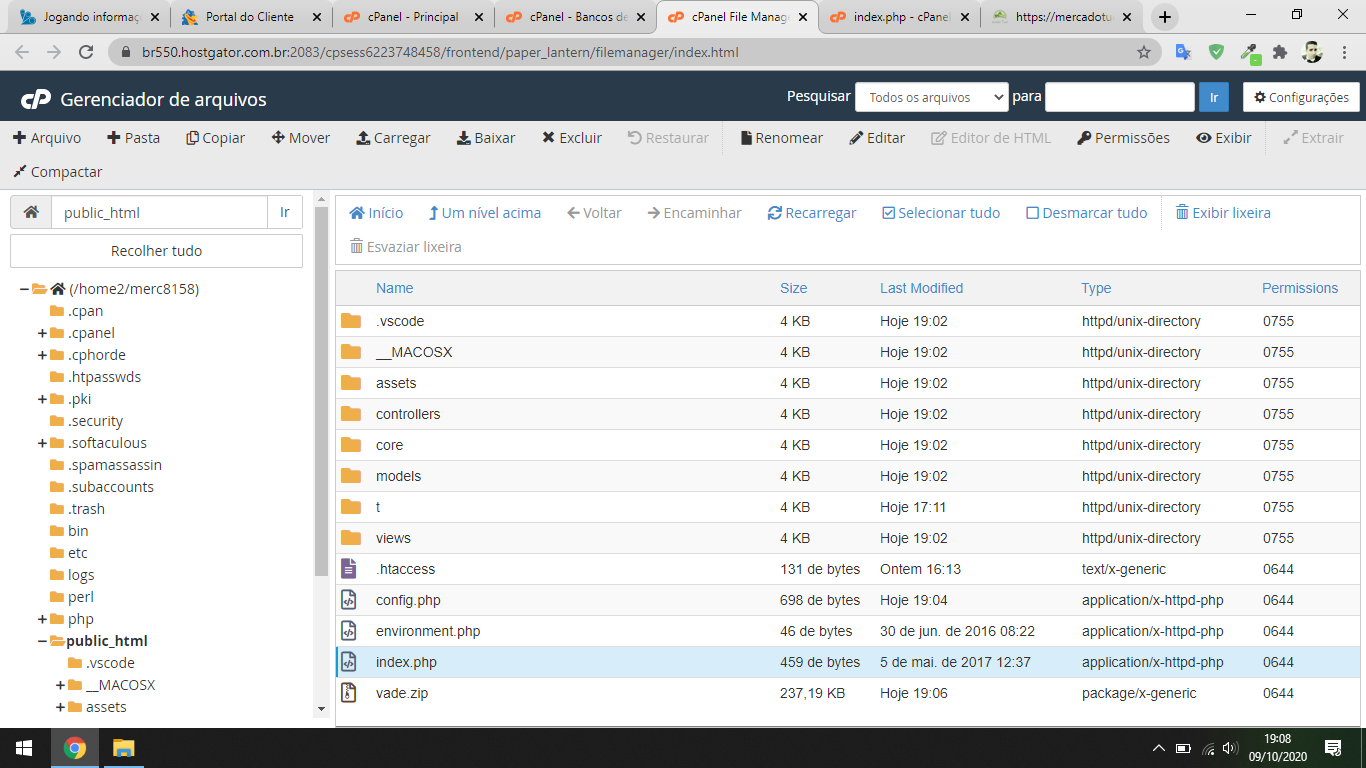 Jogando informaç
Portal do Cliente
cPanel - Principal
cPanel - Bancos de
cPanel File Manage
index.php - cPanel
https://mercadotu
br550.hostgator.com.br:2083/cpsess6223748458/frontend/paper_lantern/filemanager/index.html
cP Gerenciador de arquivos
Pesquisar Todos os arquivos para Ir Configurações
Arquivo Pasta Copiar Mover Carregar Baixar Excluir Restaurar Renomear Editar Editor de HTML Permissões Exibir Extrair
Compactar
public_html Ir
Recolher tudo
(/home2/merc8158)
.cpan
.cpanel
.cphorde
.htpasswds
.pki
.security
.softaculous
.spamassassin
.subaccounts
.trash
bin
etc
logs
perl
php
public_html
.vscode
__MACOSX
assets
Início Um nível acima Voltar Encaminhar Recarregar Selecionar tudo Desmarcar tudo Exibir lixeira
Esvaziar lixeira
Name Size Last Modified Type Permissions
.vscode 4 KB Hoje 19:02 httpd/unix-directory 0755
__MACOSX 4 KB Hoje 19:02 httpd/unix-directory 0755
assets 4 KB Hoje 19:02 httpd/unix-directory 0755
controllers 4 KB Hoje 19:02 httpd/unix-directory 0755
core 4 KB Hoje 19:02 httpd/unix-directory 0755
models 4 KB Hoje 19:02 httpd/unix-directory 0755
t 4 KB Hoje 17:11 httpd/unix-directory 0755
views 4 KB Hoje 19:02 httpd/unix-directory 0755
.htaccess 131 de bytes Ontem 16:13 text/x-generic 0644
config.php 698 de bytes Hoje 19:04 application/x-httpd-php 0644
environment.php 46 de bytes 30 de jun. de 2016 08:22 application/x-httpd-php 0644
index.php 459 de bytes 5 de mai. de 2017 12:37 application/x-httpd-php 0644
vade.zip 237,19 KB Hoje 19:06 package/x-generic 0644
19:08
09/10/2020